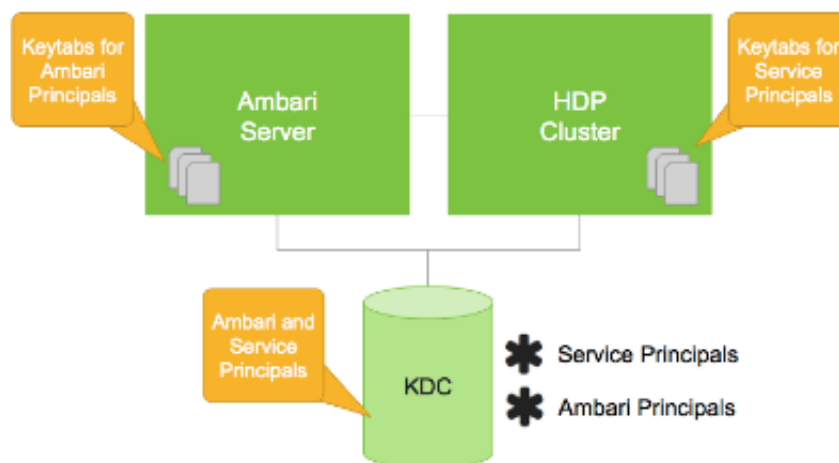 Keytabs for
Ambari
Principals
Ambari
Server
HDP
Cluster
Keytabs for
Service
Principals
Ambari and
Service
Principals
KDC
Service Principals
Ambari Principals